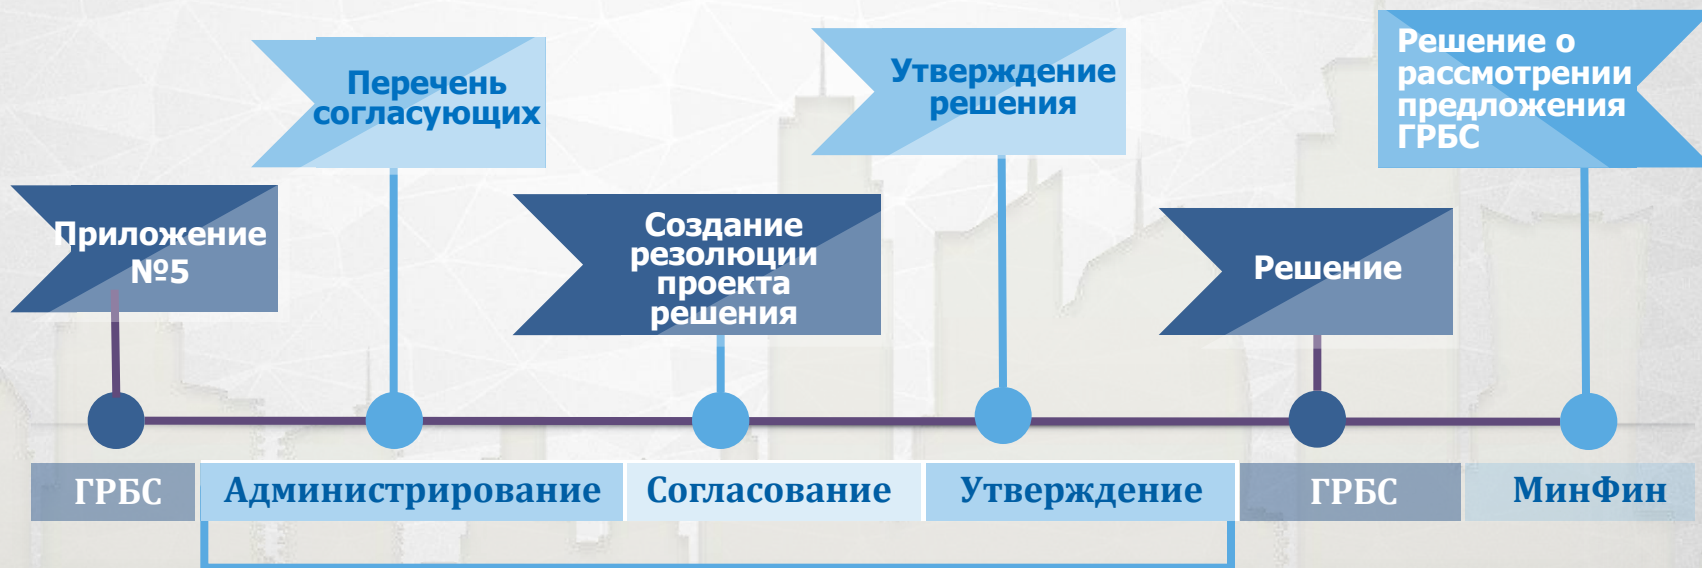 Приложение
№5
Перечень
согласующих
Создание
резолюции
проекта
решения
Утверждение
решения
Решение
Решение о
рассмотрении
предложения
ГРБС
ГРБС
Администрирование
Согласование
Утверждение
ГРБС
МинФин